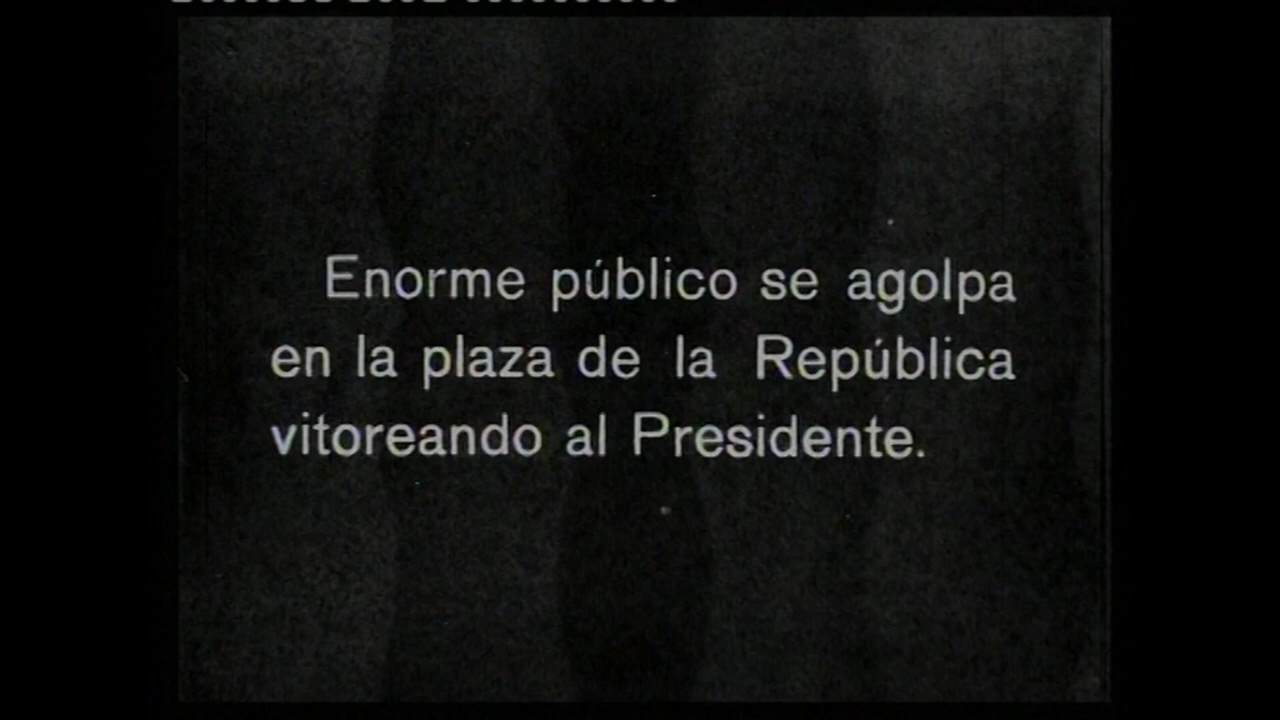 Enorme público se agolpa
en la plaza de la República
vitoreando al Presidente.